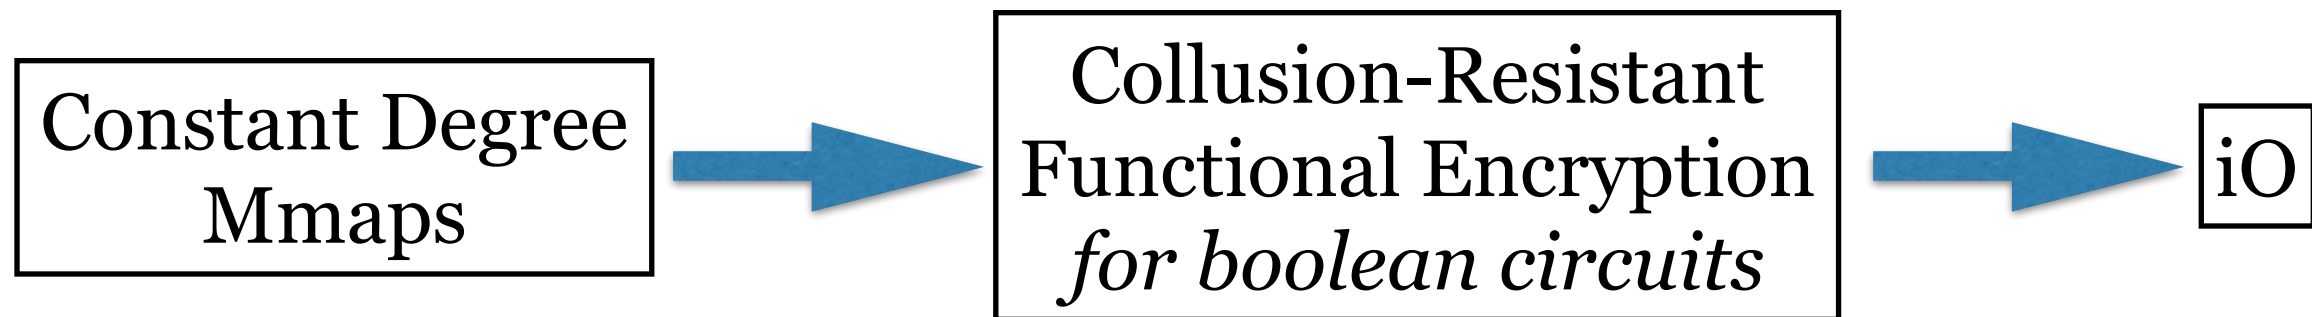 Constant Degree
Mmaps
Collusion-Resistant
Functional Encryption
for boolean circuits
iO